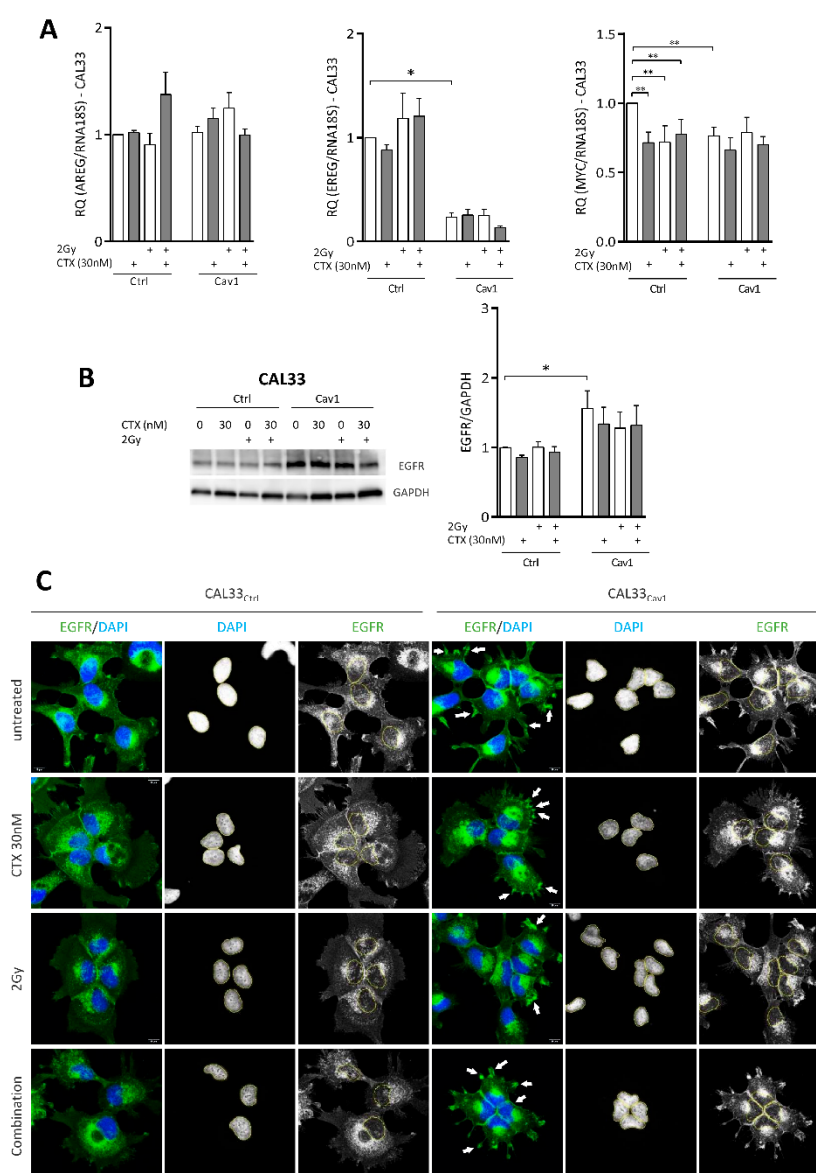 A
RQ (AREG/RNA18S) - CAL33
2
1
0
2Gy + +
CTX (30nM) + +
Ctrl Cav1
RQ (EREG/RNA18S) - CAL33
2
1
0
*
2Gy + +
CTX (30nM) + +
Ctrl Cav1
RQ (MYC/RNA18S) - CAL33
1.5
1.0
0.5
0.0
**
**
**
**
2Gy + +
CTX (30nM) + +
Ctrl Cav1
B
CAL33
Ctrl Cav1
CTX (nM) 0 30 0 30 0 30 0 30
2Gy + + + +
EGFR
GAPDH
EGFR/GAPDH
3
2
1
0
*
2Gy + +
CTX (30nM) + +
Ctrl Cav1
C
CAL33Ctrl CAL33Cav1
EGFR/DAPI DAPI EGFR EGFR/DAPI DAPI EGFR
untreated
CTX 30nM
2Gy
Combination